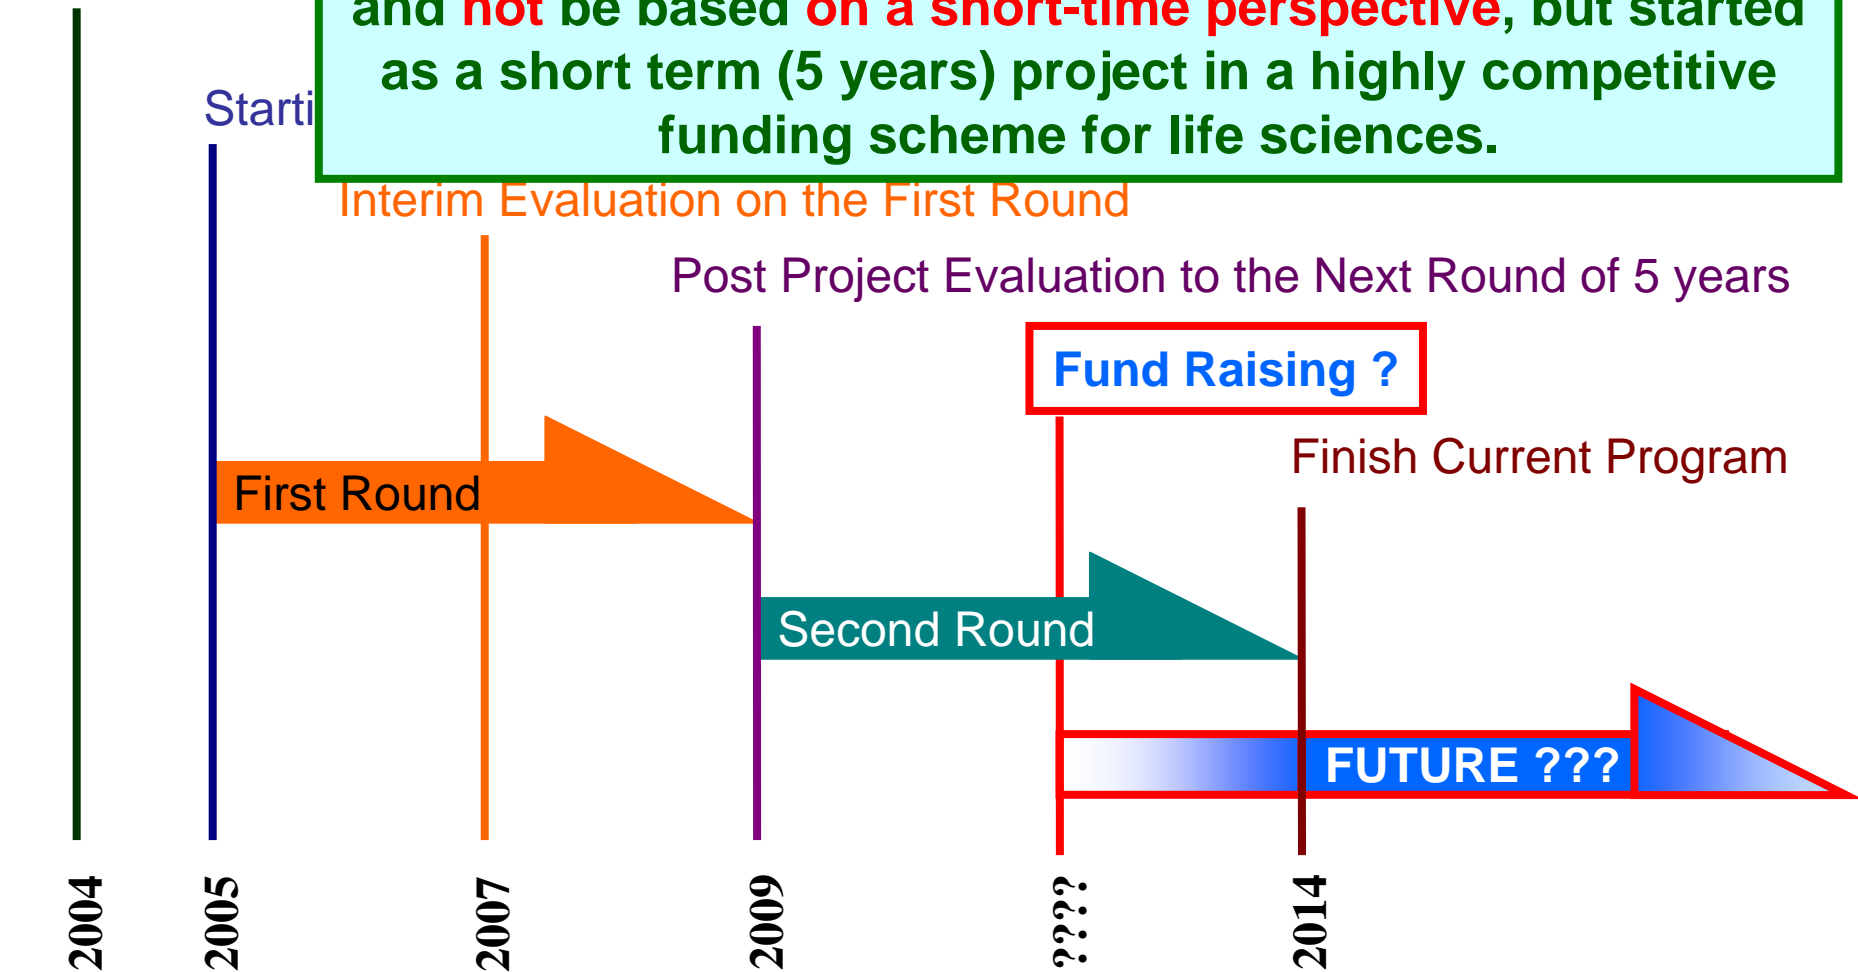 and not be based on a short-time perspective, but started
as a short term (5 years) project in a highly competitive
funding scheme for life sciences.
Starti
Interim Evaluation on the First Round
Post Project Evaluation to the Next Round of 5 years
Fund Raising ?
Finish Current Program
First Round
Second Round
FUTURE ???
2004
2005
2007
2009
????
2014